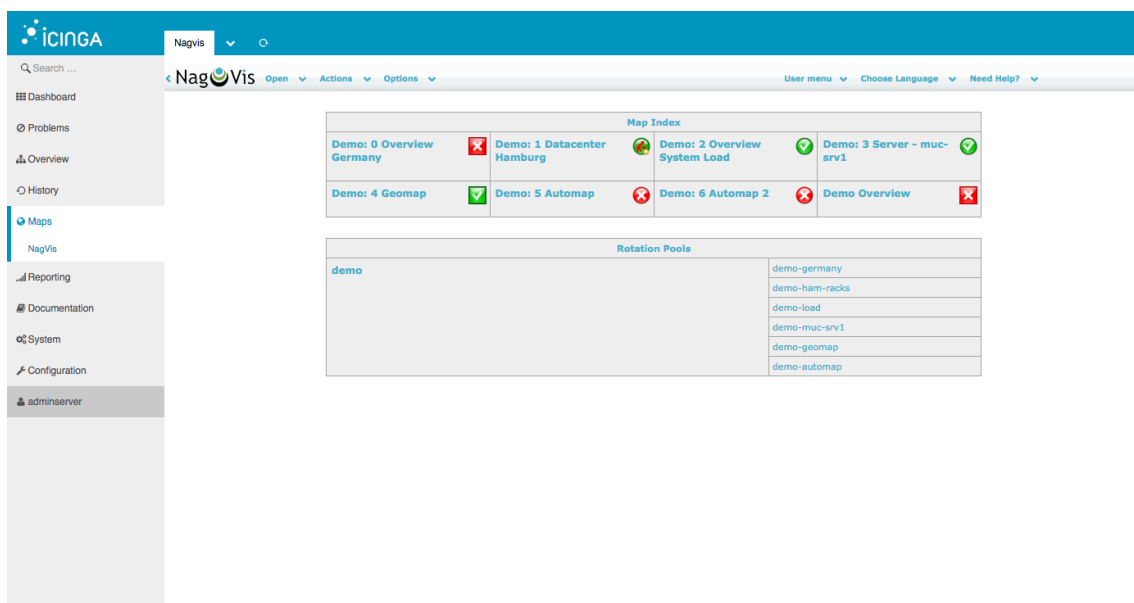 icinga
Nagvis
Search ...
NagVis Open Actions Options User menu Choose Language Need Help?
Dashboard
Problems
Overview
History
Maps
NagVis
Reporting
Documentation
System
Configuration
adminserver
Map Index
Demo: 0 Overview
Germany
Demo: 1 Datacenter
Hamburg
Demo: 2 Overview
System Load
Demo: 3 Server - muc-
srv1
Demo: 4 Geomap
Demo: 5 Automap
Demo: 6 Automap 2
Demo Overview
Rotation Pools
demo
demo-germany
demo-ham-racks
demo-load
demo-muc-srv1
demo-geomap
demo-automap